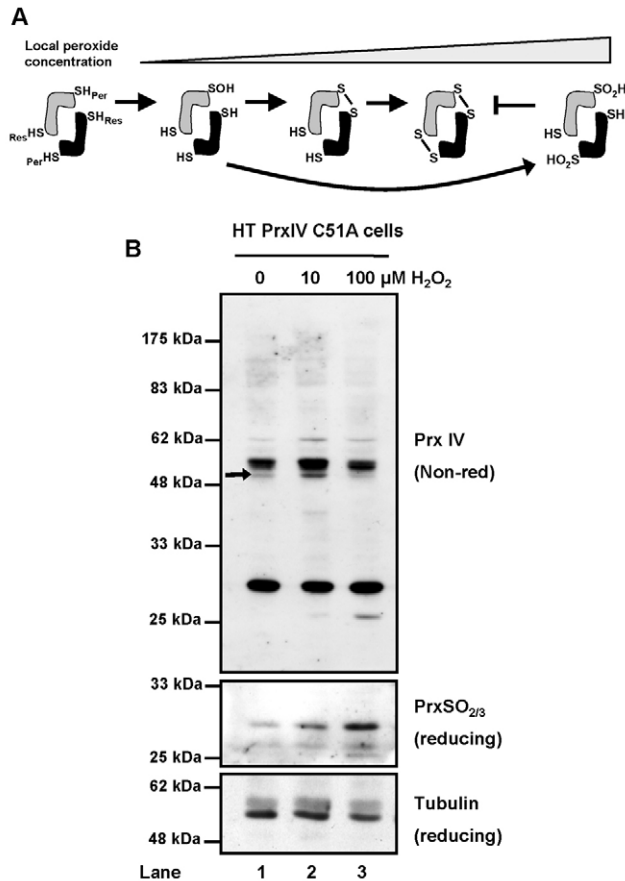 A
Local peroxide
concentration
SHPer
SHRes
ResHS
PerHS
SOH
SH
HS
HS
S
S
HS
HS
S
S
S
S
SO2H
SH
HS
HO2S
B
HT PrxIV C51A cells
0 10 100 µM H2O2
175 kDa
83 kDa
62 kDa
48 kDa
33 kDa
25 kDa
Prx IV
(Non-red)
33 kDa
25 kDa
PrxSO2/3
(reducing)
62 kDa
48 kDa
Tubulin
(reducing)
Lane 1 2 3